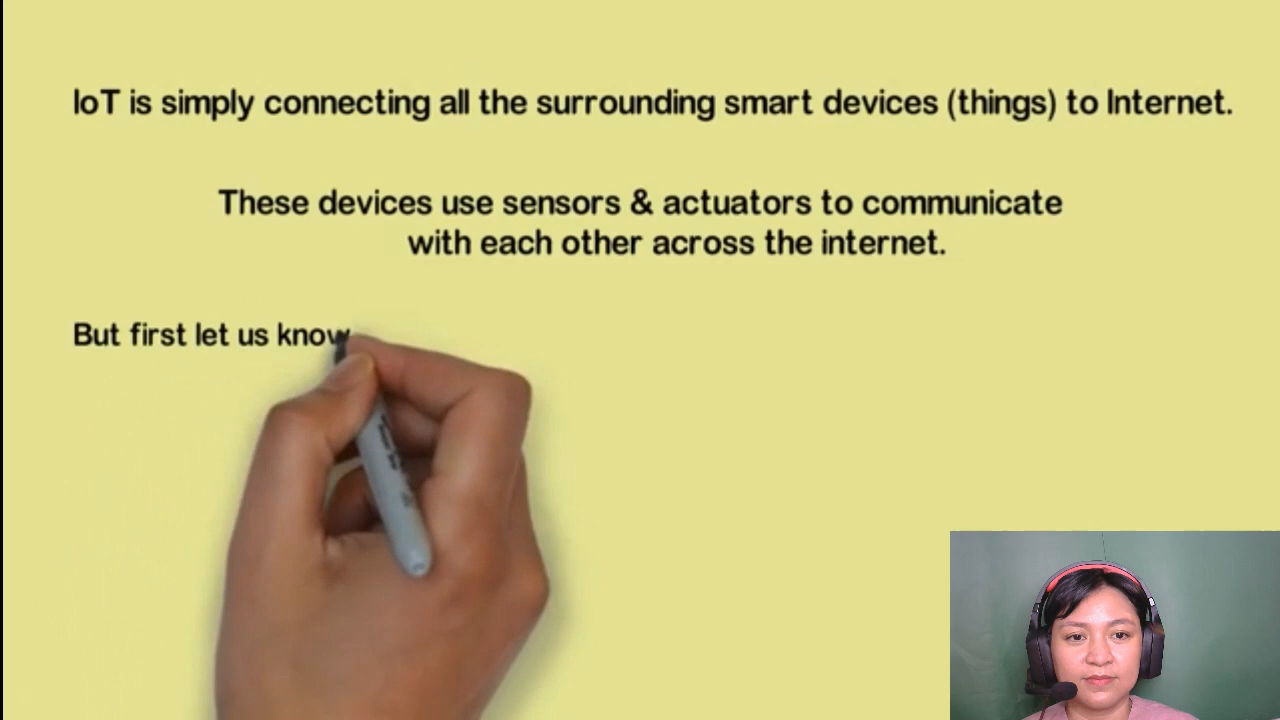 IoT is simply connecting all the surrounding smart devices (things) to Internet.
These devices use sensors & actuators to communicate
with each other across the internet.
But first let us know